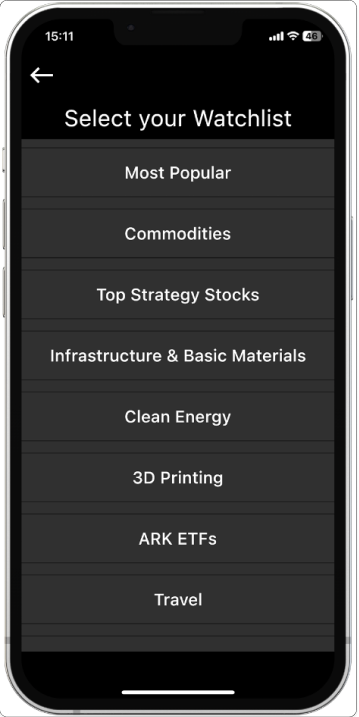 15:11
46
Select your Watchlist
Most Popular
Commodities
Top Strategy Stocks
Infrastructure & Basic Materials
Clean Energy
3D Printing
ARK ETFs
Travel